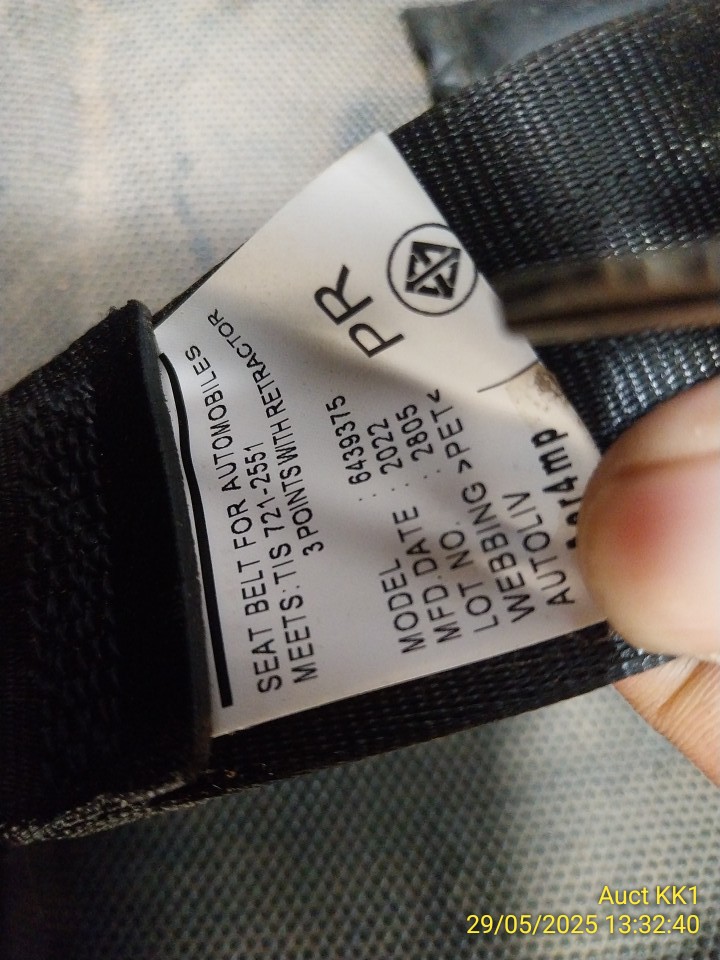 PR
SEAT BELT FOR AUTOMOBILES
MEETS: TIS 721-2551
3 POINTS WITH RETRACTOR
MODEL : 6439375
MFD.DATE : 2022
LOT NO. : 2805
WEBBING >PET<
AUTOLIV
Auct KK1
29/05/2025 13:32:40